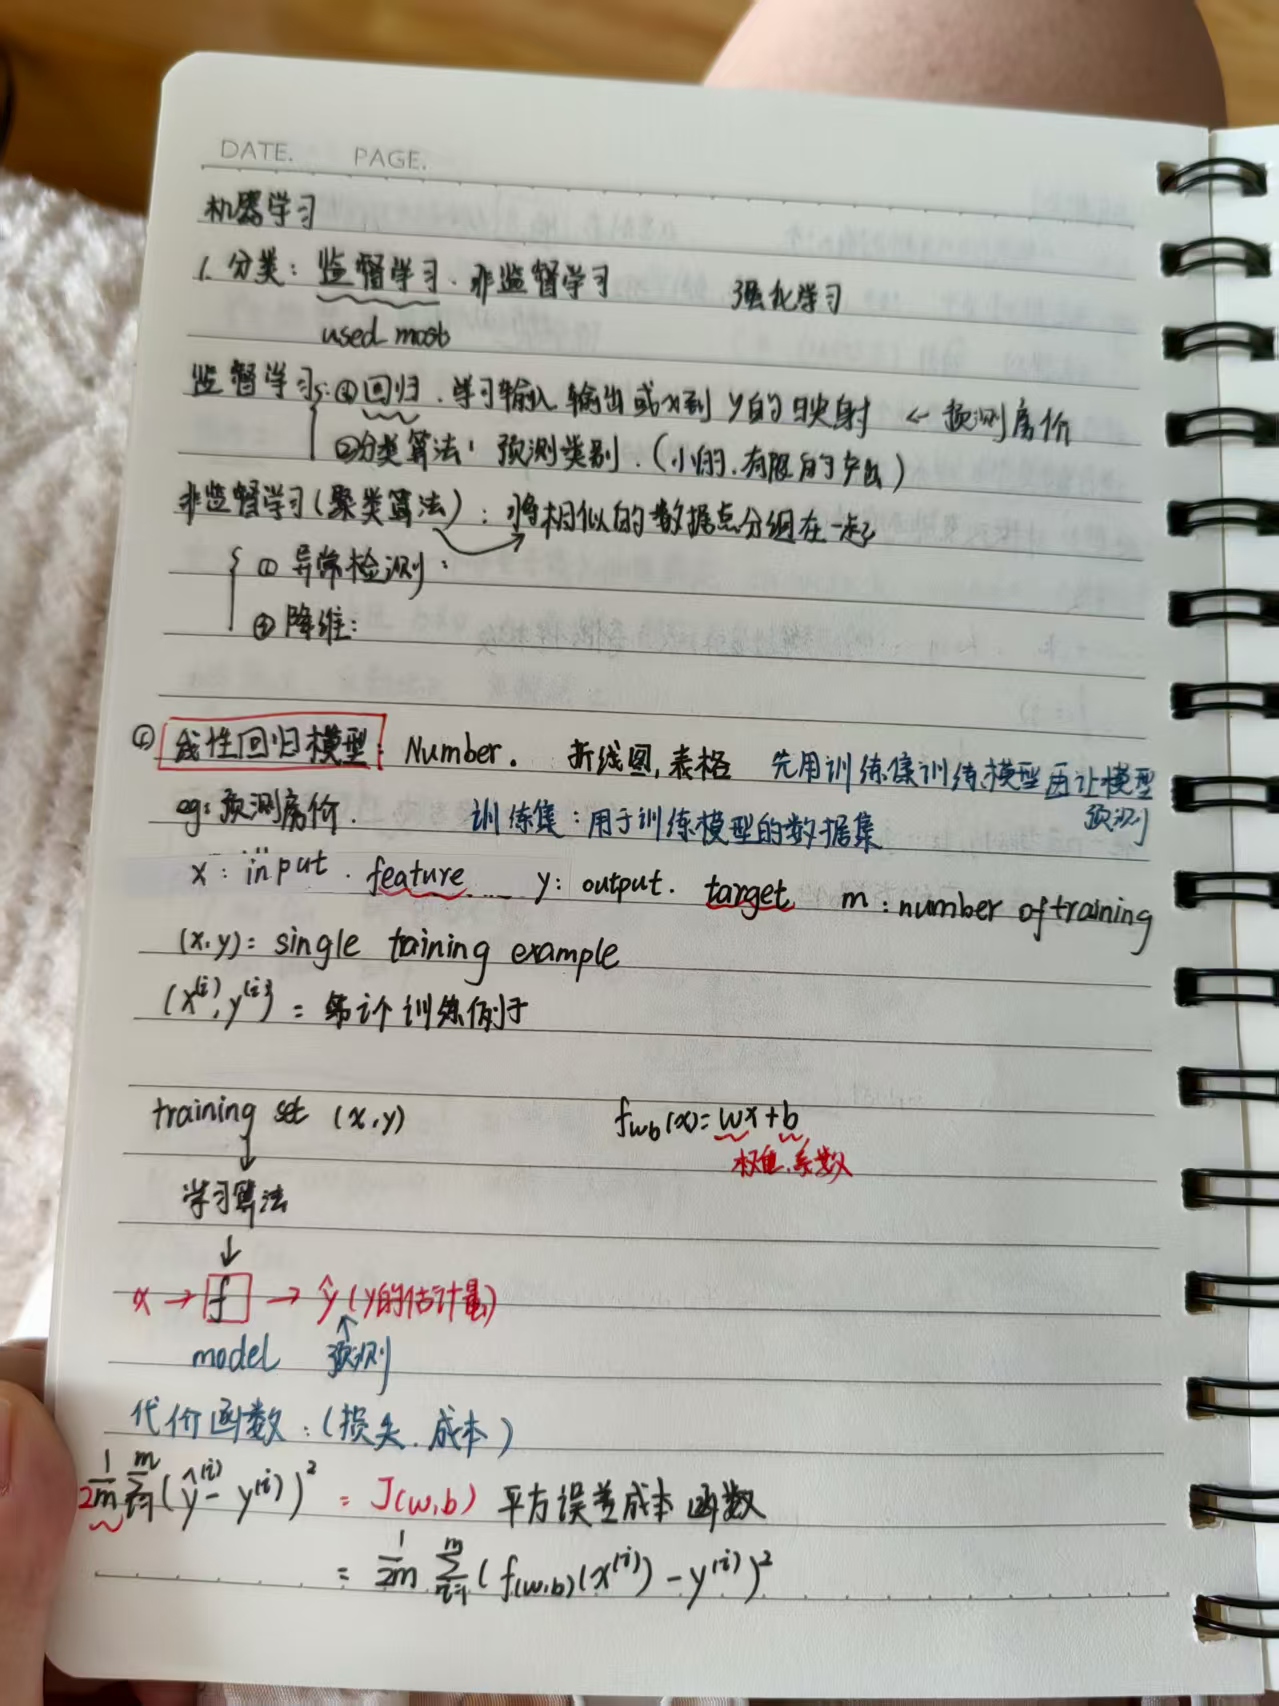 DATE. PAGE.
机器学习
1. 分类: 监督学习. 非监督学习 强化学习
used most
监督学习: ①回归. 学习输入输出或x到y的映射 ← 预测房价
②分类算法: 预测类别. (小的, 有限的产出)
非监督学习(聚类算法): 将相似的数据点分组在一起
① 异常检测:
② 降维:
① 线性回归模型: Number. 折线图, 表格 先用训练集训练模型再让模型
预测
eg: 预测房价. 训练集: 用于训练模型的数据集
x: input. feature y: output. target m: number of training
(x,y): single taining example
(x⁽ⁱ⁾, y⁽ⁱ⁾) = 第i个训练例子
training set (x,y) f_wb(x)=wx+b
↓ 权值.系数
学习算法
↓
x → f → ŷ (y的估计量)
model 预测
代价函数: (损失. 成本)
1/2m m∑i=1 (ŷ⁽ⁱ⁾ - y⁽ⁱ⁾)² = J(w,b) 平方误差成本函数
= 1/2m m∑i=1 (f(w,b)(x⁽ⁱ⁾) - y⁽ⁱ⁾)²